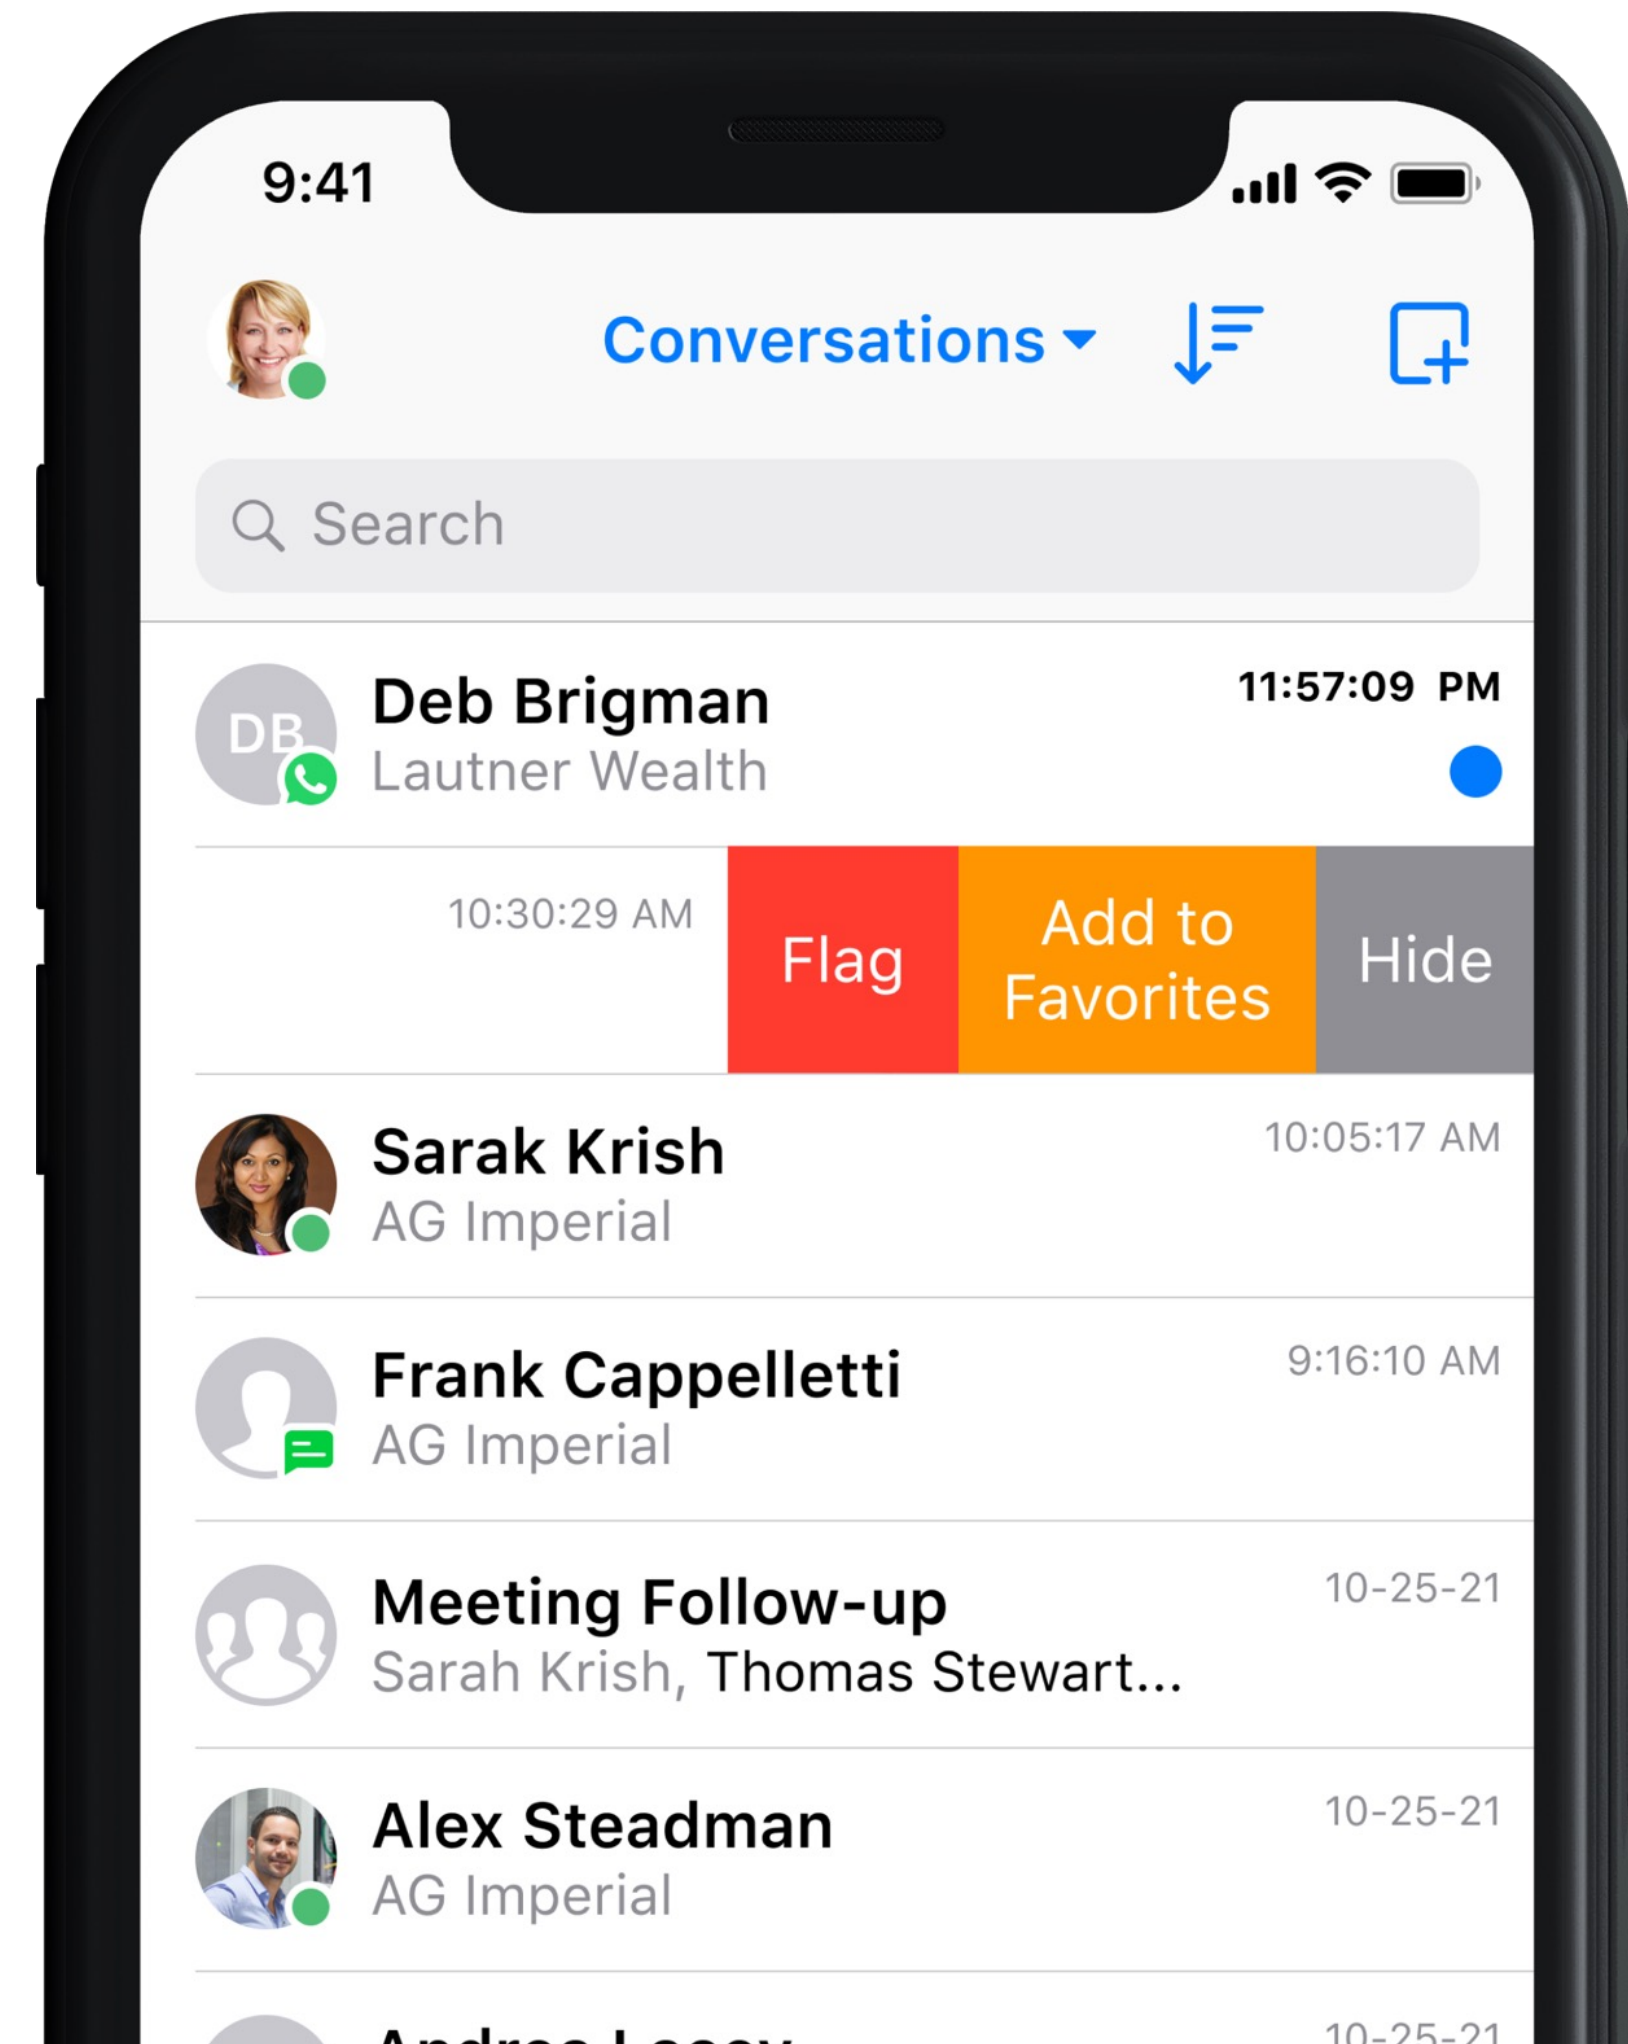 9:41
Conversations
Search
DB
Deb Brigman
11:57:09 PM
Lautner Wealth
10:30:29 AM
Flag
Add to
Favorites
Hide
Sarak Krish
10:05:17 AM
AG Imperial
Frank Cappelletti
9:16:10 AM
AG Imperial
Meeting Follow-up
10-25-21
Sarah Krish, Thomas Stewart...
Alex Steadman
10-25-21
AG Imperial
10-25-21